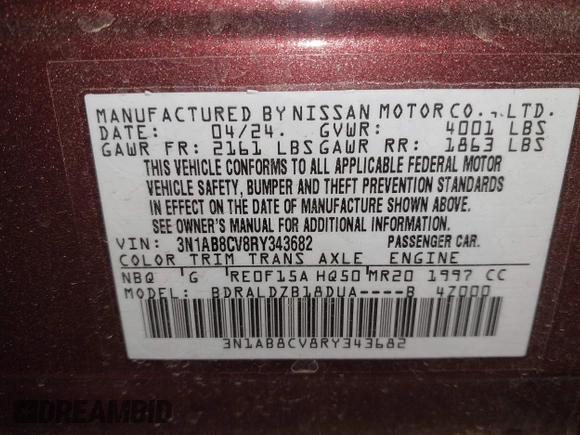 MANUFACTURED BY NISSAN MOTOR CO., LTD.
DATE: 04/24. GVWR: 4001 LBS
GAWR FR: 2161 LBS GAWR RR: 1863 LBS
THIS VEHICLE CONFORMS TO ALL APPLICABLE FEDERAL MOTOR
VEHICLE SAFETY, BUMPER AND THEFT PREVENTION STANDARDS
IN EFFECT ON THE DATE OF MANUFACTURE SHOWN ABOVE.
SEE OWNER'S MANUAL FOR ADDITIONAL INFORMATION.
VIN: 3N1AB8CV8RY343682 PASSENGER CAR.
COLOR TRIM TRANS AXLE ENGINE
NBQ 'G RE0F15A HQ50 MR20 1997 CC
MODEL: BDRALDZB18DUA----B 4Z000
3N1AB8CV8RY343682
DREAMBID